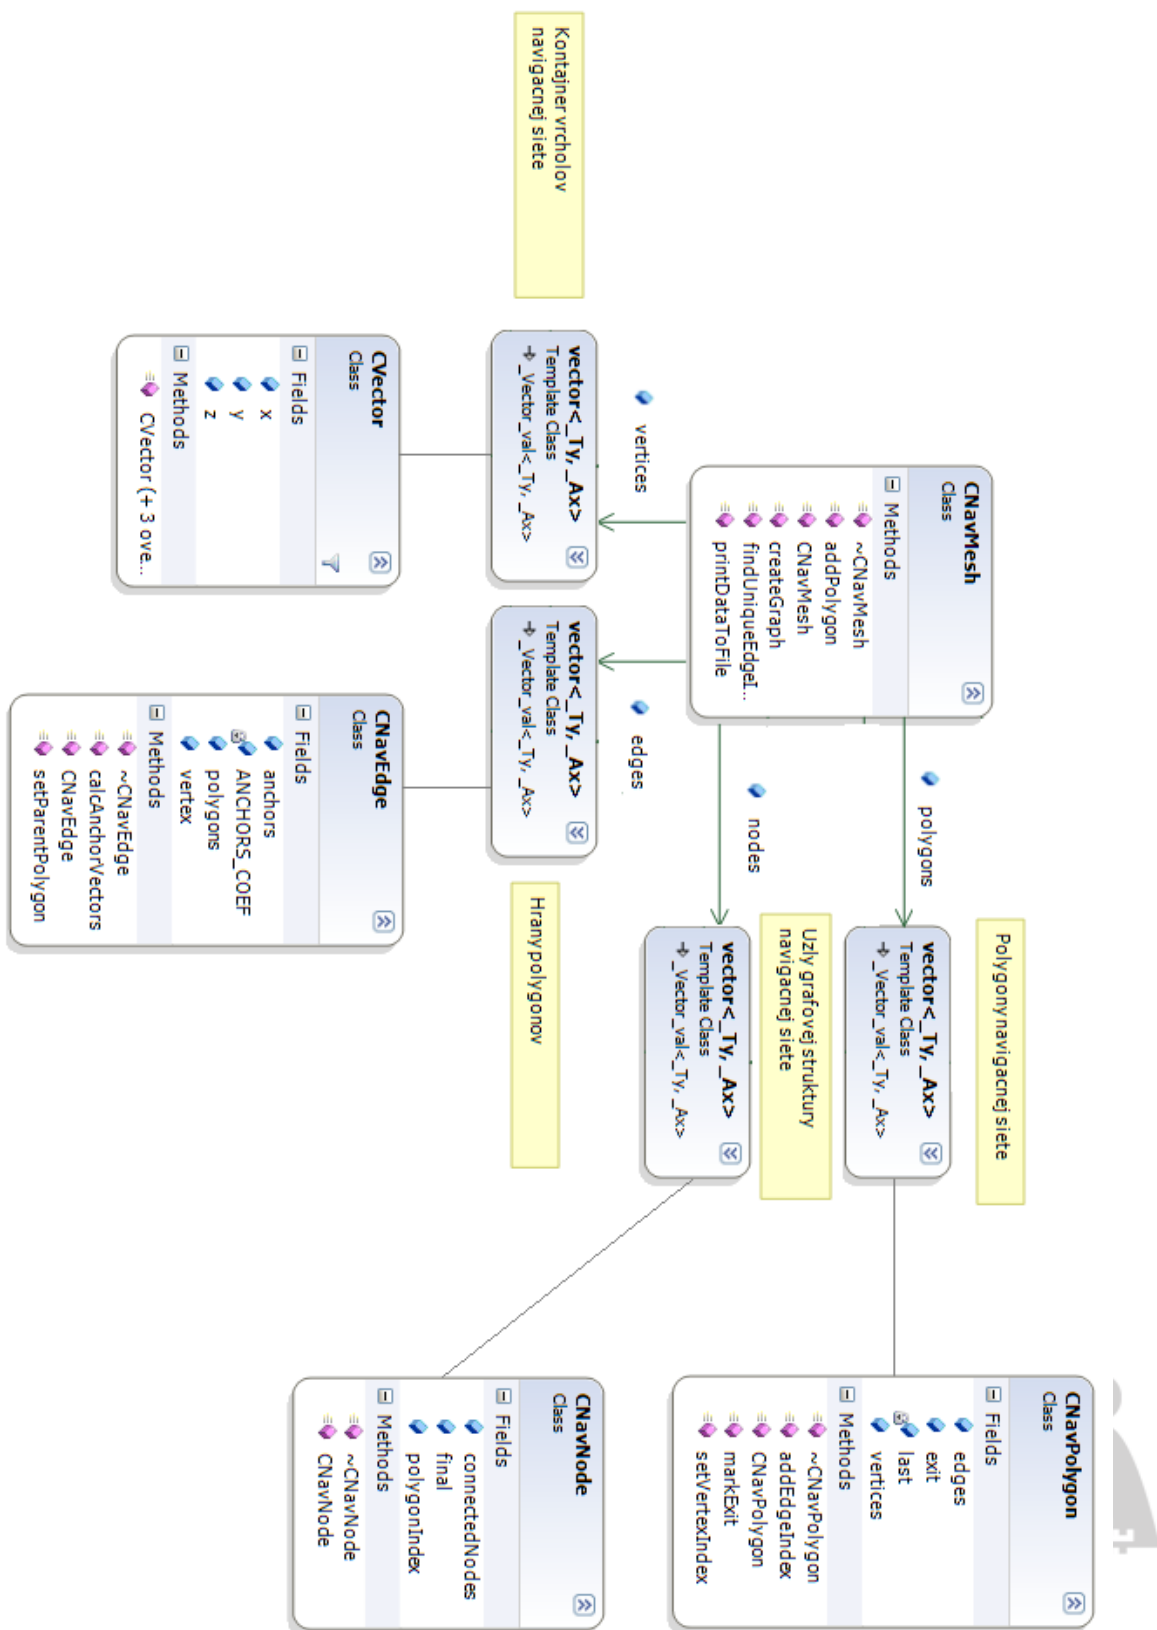 Kontajner vrcholov
navigacnej siete
vertices
edges
nodes
polygons
CNavMesh
Class
Methods
~CNavMesh
addPolygon
CNavMesh
createGraph
findUniqueEdgeI...
printDataToFile
vector<_Ty, _Ax>
Template Class
_Vector_val<_Ty, _Ax>
CVector
Class
Fields
x
y
z
Methods
CVector (+ 3 ove...
vector<_Ty, _Ax>
Template Class
_Vector_val<_Ty, _Ax>
Hrany polygonov
CNavEdge
Class
Fields
anchors
ANCHORS_COEF
polygons
vertex
Methods
~CNavEdge
calcAnchorVectors
CNavEdge
setParentPolygon
Polygony navigacnej siete
vector<_Ty, _Ax>
Template Class
_Vector_val<_Ty, _Ax>
Uzly grafovej struktury
navigacnej siete
vector<_Ty, _Ax>
Template Class
_Vector_val<_Ty, _Ax>
CNavPolygon
Class
Fields
edges
exit
last
vertices
Methods
~CNavPolygon
addEdgeIndex
CNavPolygon
markExit
setVertexIndex
CNavNode
Class
Fields
connectedNodes
final
polygonIndex
Methods
~CNavNode
CNavNode